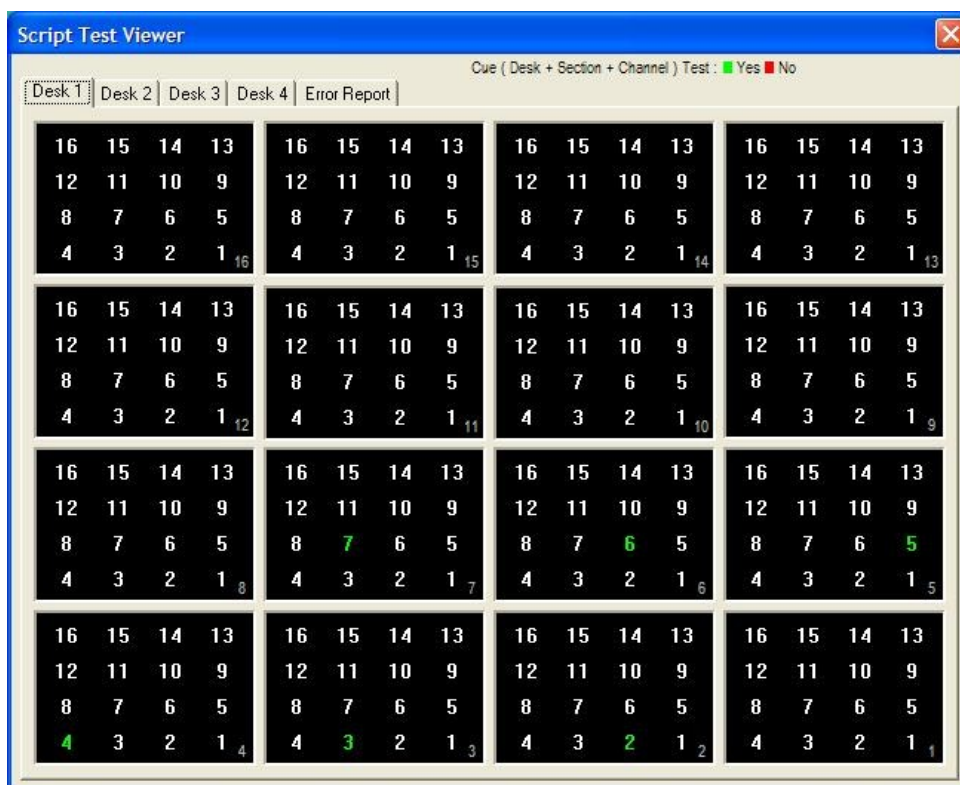 Script Test Viewer
Cue ( Desk + Section + Channel ) Test : Yes No
Desk 1 Desk 2 Desk 3 Desk 4 Error Report
16 15 14 13 16 15 14 13 16 15 14 13 16 15 14 13
12 11 10 9 12 11 10 9 12 11 10 9 12 11 10 9
8 7 6 5 8 7 6 5 8 7 6 5 8 7 6 5
4 3 2 1 16 4 3 2 1 15 4 3 2 1 14 4 3 2 1 13
16 15 14 13 16 15 14 13 16 15 14 13 16 15 14 13
12 11 10 9 12 11 10 9 12 11 10 9 12 11 10 9
8 7 6 5 8 7 6 5 8 7 6 5 8 7 6 5
4 3 2 1 12 4 3 2 1 11 4 3 2 1 10 4 3 2 1 9
16 15 14 13 16 15 14 13 16 15 14 13 16 15 14 13
12 11 10 9 12 11 10 9 12 11 10 9 12 11 10 9
8 7 6 5 8 7 6 5 8 7 6 5 8 7 6 5
4 3 2 1 8 4 3 2 1 7 4 3 2 1 6 4 3 2 1 5
16 15 14 13 16 15 14 13 16 15 14 13 16 15 14 13
12 11 10 9 12 11 10 9 12 11 10 9 12 11 10 9
8 7 6 5 8 7 6 5 8 7 6 5 8 7 6 5
4 3 2 1 4 4 3 2 1 3 4 3 2 1 2 4 3 2 1 1